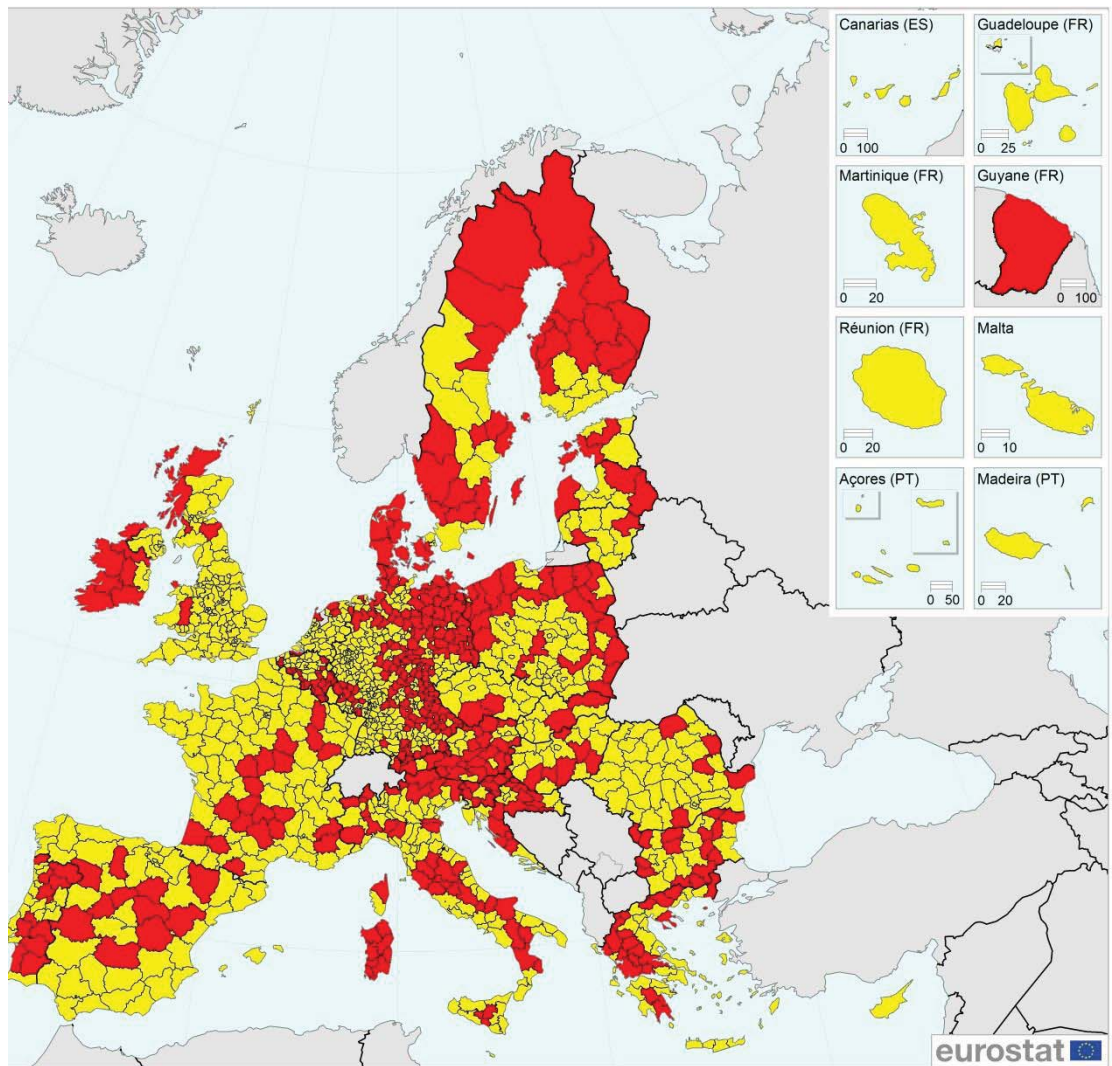 Canarias (ES)
0 100
Guadeloupe (FR)
0 25
Martinique (FR)
0 20
Guyane (FR)
0 100
Réunion (FR)
0 20
Malta
0 10
Açores (PT)
0 50
Madeira (PT)
0 20
eurostat